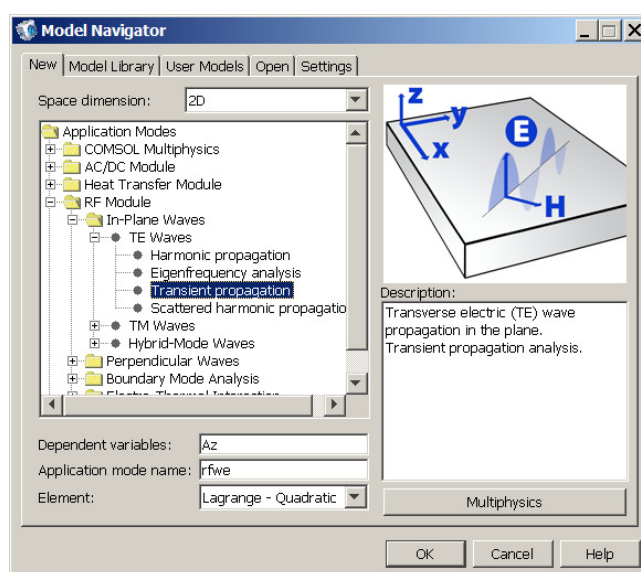 Model Navigator
New Model Library User Models Open Settings
Space dimension: 2D
Application Modes
COMSOL Multiphysics
AC/DC Module
Heat Transfer Module
RF Module
In-Plane Waves
TE Waves
Harmonic propagation
Eigenfrequency analysis
Transient propagation
Scattered harmonic propagatio
TM Waves
Hybrid-Mode Waves
Perpendicular Waves
Boundary Mode Analysis
Electro-Thermal Interaction
z
y
x
E
H
Description:
Transverse electric (TE) wave
propagation in the plane.
Transient propagation analysis.
Dependent variables: Az
Application mode name: rfwe
Element: Lagrange - Quadratic
Multiphysics
OK Cancel Help